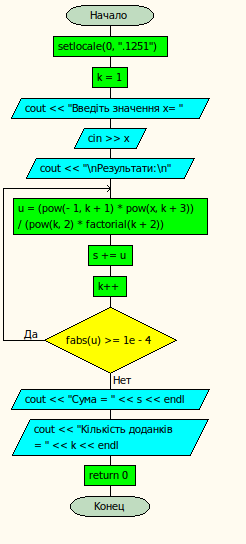 Начало
setlocale(0, ".1251")
k = 1
cout << "Введіть значення x= "
cin >> x
cout << "\nРезультати:\n"
u = (pow(- 1, k + 1) * pow(x, k + 3))
/ (pow(k, 2) * factorial(k + 2))
s += u
k++
Да
fabs(u) >= 1e - 4
Нет
cout << "Сума = " << s << endl
cout << "Кількість доданків
= " << k << endl
return 0
Конец